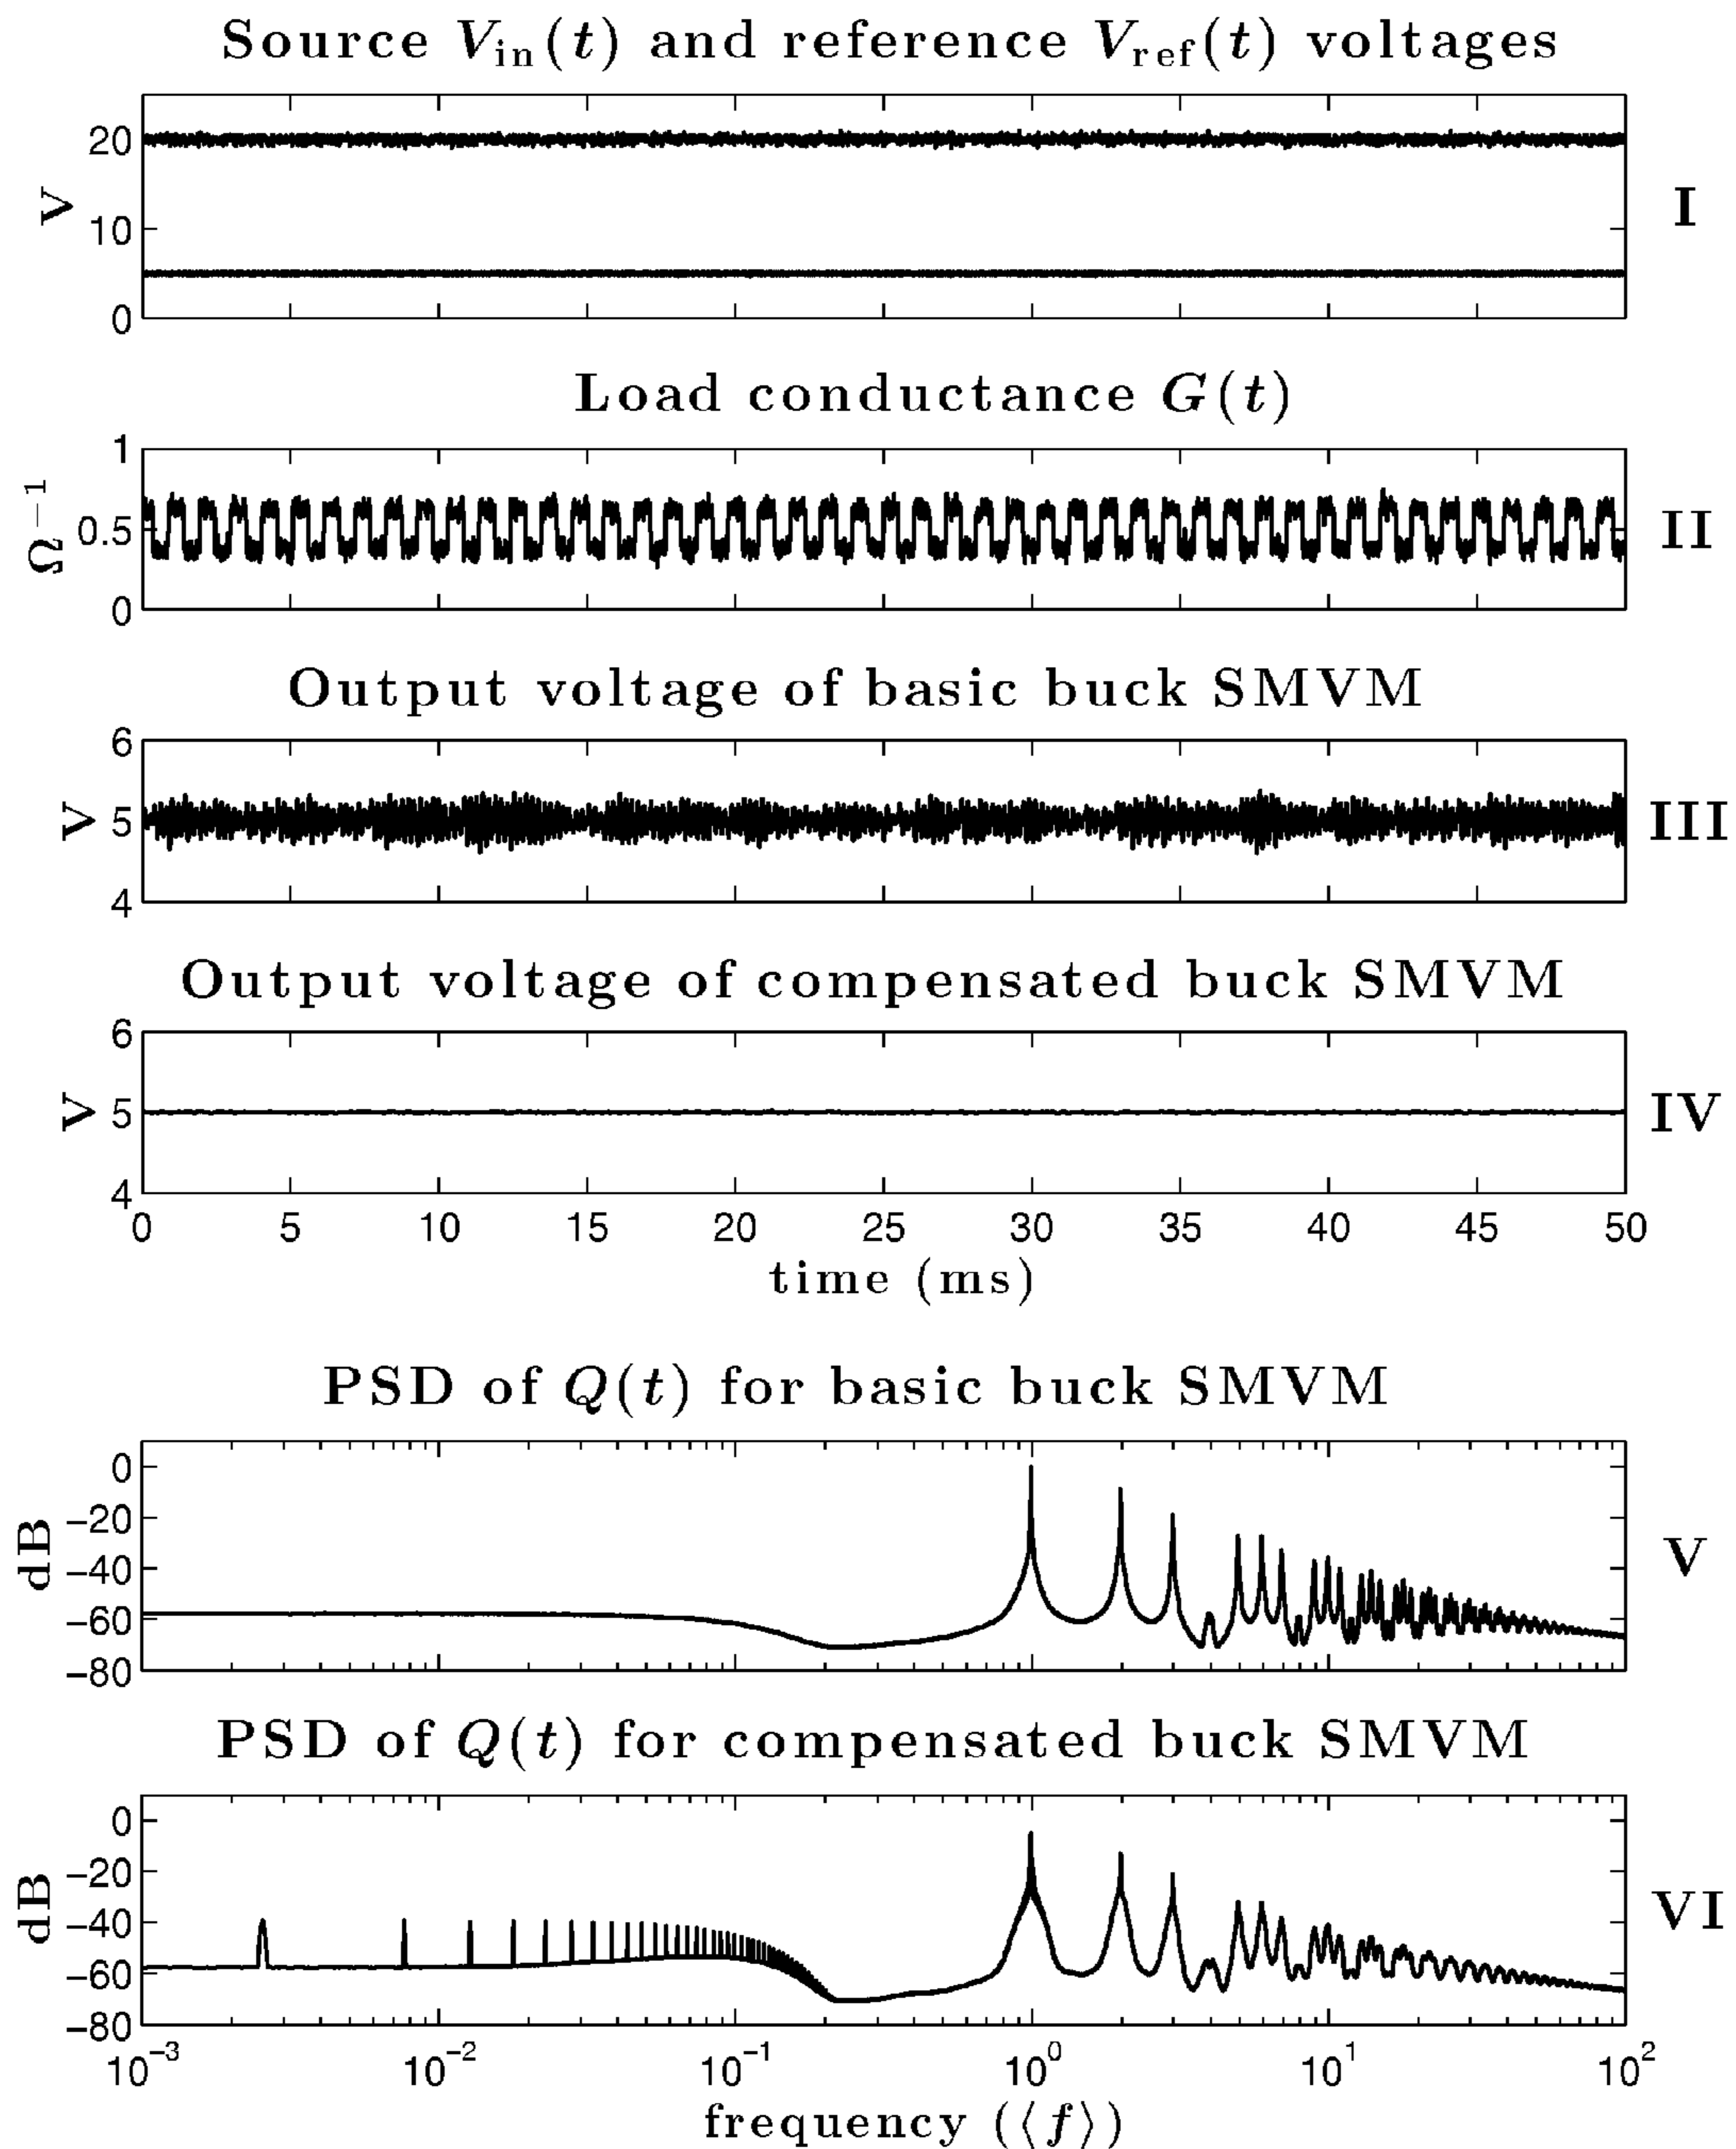 Source V_in(t) and reference V_ref(t) voltages
20
10
0
V
I
Load conductance G(t)
1
0.5
0
Ω^−1
II
Output voltage of basic buck SMVM
6
5
4
V
III
Output voltage of compensated buck SMVM
6
5
4
V
IV
0 5 10 15 20 25 30 35 40 45 50
time (ms)
PSD of Q(t) for basic buck SMVM
0
−20
−40
−60
−80
dB
V
PSD of Q(t) for compensated buck SMVM
0
−20
−40
−60
−80
dB
VI
10^−3 10^−2 10^−1 10^0 10^1 10^2
frequency (⟨f⟩)